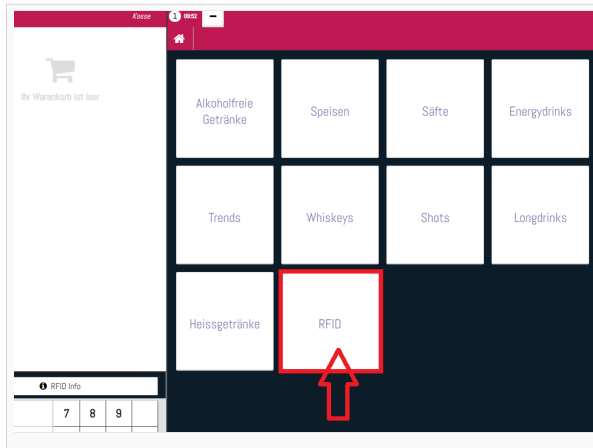 Kasse
1 09:52
Ihr Warenkorb ist leer
Alkoholfreie
Getränke
Speisen
Säfte
Energydrinks
Trends
Whiskeys
Shots
Longdrinks
Heissgetränke
RFID
RFID Info
7 8 9